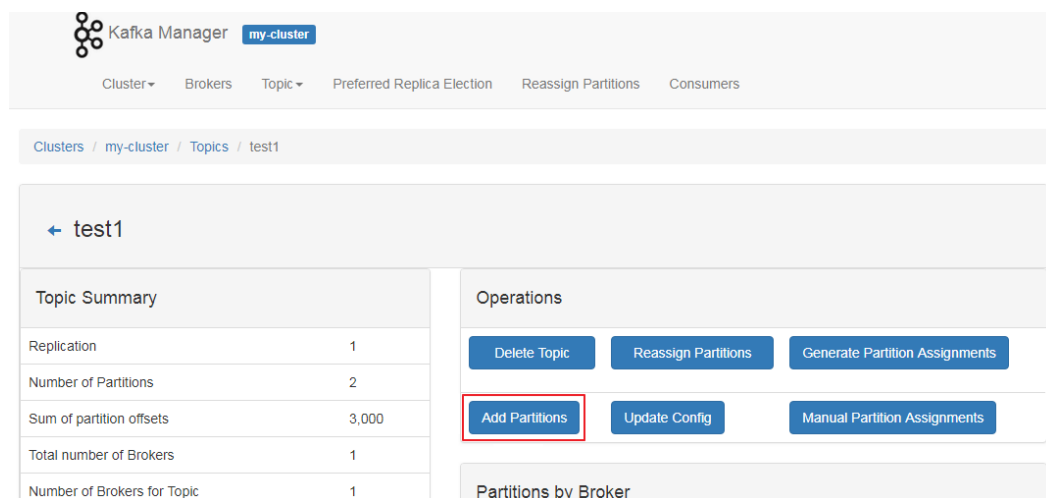 Kafka Manager my-cluster
Cluster Brokers Topic Preferred Replica Election Reassign Partitions Consumers
Clusters / my-cluster / Topics / test1
← test1
Topic Summary
Replication 1
Number of Partitions 2
Sum of partition offsets 3,000
Total number of Brokers 1
Number of Brokers for Topic 1
Operations
Delete Topic Reassign Partitions Generate Partition Assignments
Add Partitions Update Config Manual Partition Assignments
Partitions by Broker